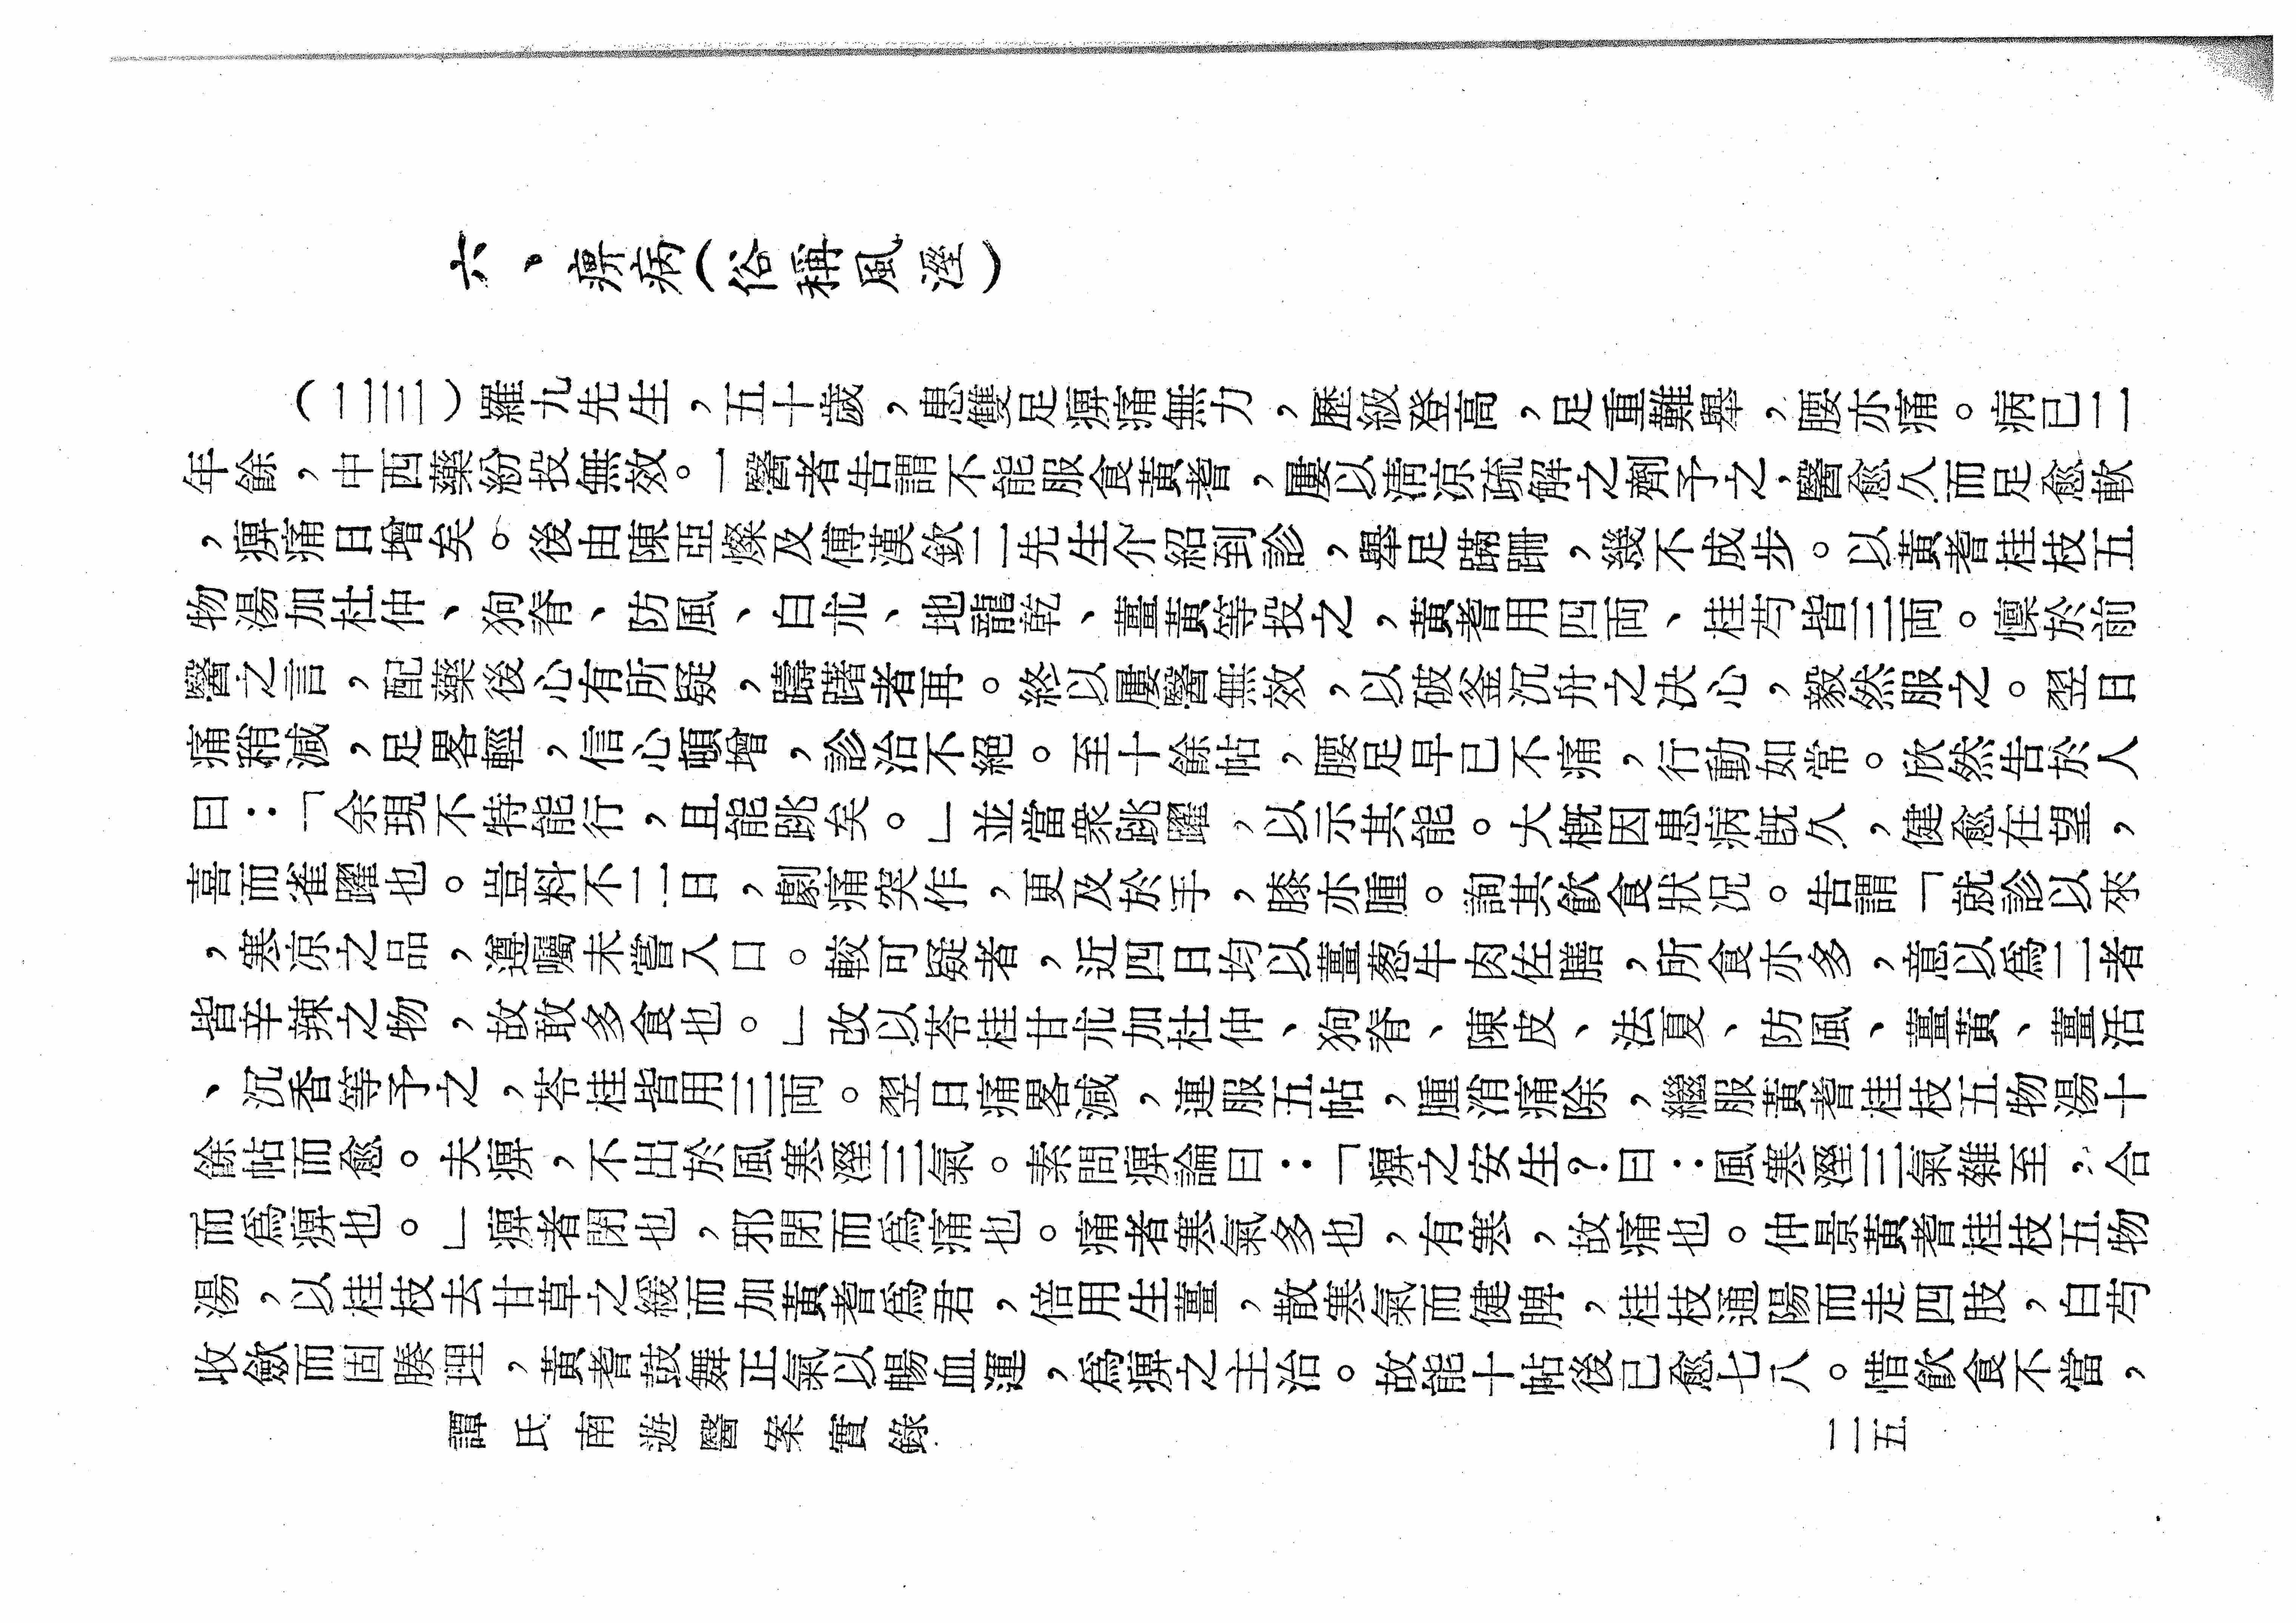 六、痹病(俗稱風溼)
(二三)羅九先生,五十歲,患雙足痹痛無力,歷級登高,足重難舉,腰亦痛。病已二
年餘,中西藥紛投無效。一醫者告謂不能服食黃耆,屢以淸凉疏解之劑予之,醫愈久而足愈軟
,痹痛日增矣。後由陳亞燦及傅漢欽二先生介紹到診,舉足蹣跚,幾不成步。以黃耆桂枝五
物湯加杜仲、狗脊、防風、白朮、地龍乾、薑黃等投之,黃耆用四両、桂芍皆三両。懔於前
醫之言,配藥後心有所疑,躊躇者再。終以屢醫無效,以破釜沉舟之决心,毅然服之。翌日
痛稍減,足畧輕,信心頓增,診治不絕。至十餘帖,腰足早已不痛,行動如常。欣然告於人
曰:「余現不特能行,且能跳矣。」並當衆跳躍,以示其能。大概因患病既久,健愈在望,
喜而雀躍也。豈料不二日,劇痛突作,更及於手,膝亦腫。詢其飲食狀况。告謂「就診以來
,寒凉之品,遵囑未嘗入口。較可疑者,近四日均以薑葱牛肉佐膳,所食亦多,意以爲二者
皆辛辣之物,故敢多食也。」改以苓桂甘朮加杜仲、狗脊、陳皮、法夏、防風、薑黃、薑活
、沉香等予之,苓桂皆用三両。翌日痛畧減,連服五帖,腫消痛除,繼服黃耆桂枝五物湯十
餘帖而愈。夫痹,不出於風寒溼三氣。素問痹論曰:「痹之安生?曰:風寒溼三氣雜至,合
而爲痹也。」痹者閉也,邪閉而爲痛也。痛者寒氣多也,有寒,故痛也。仲景黃耆桂枝五物
湯,以桂枝去甘草之緩而加黃耆爲君,倍用生薑,散寒氣而健脾,桂枝通陽而走四肢,白芍
收斂而固腠理,黃耆鼓舞正氣以暢血運,爲痹之主治。故能十帖後已愈七八。惜飲食不當,
譚氏南遊醫案實錄
二五